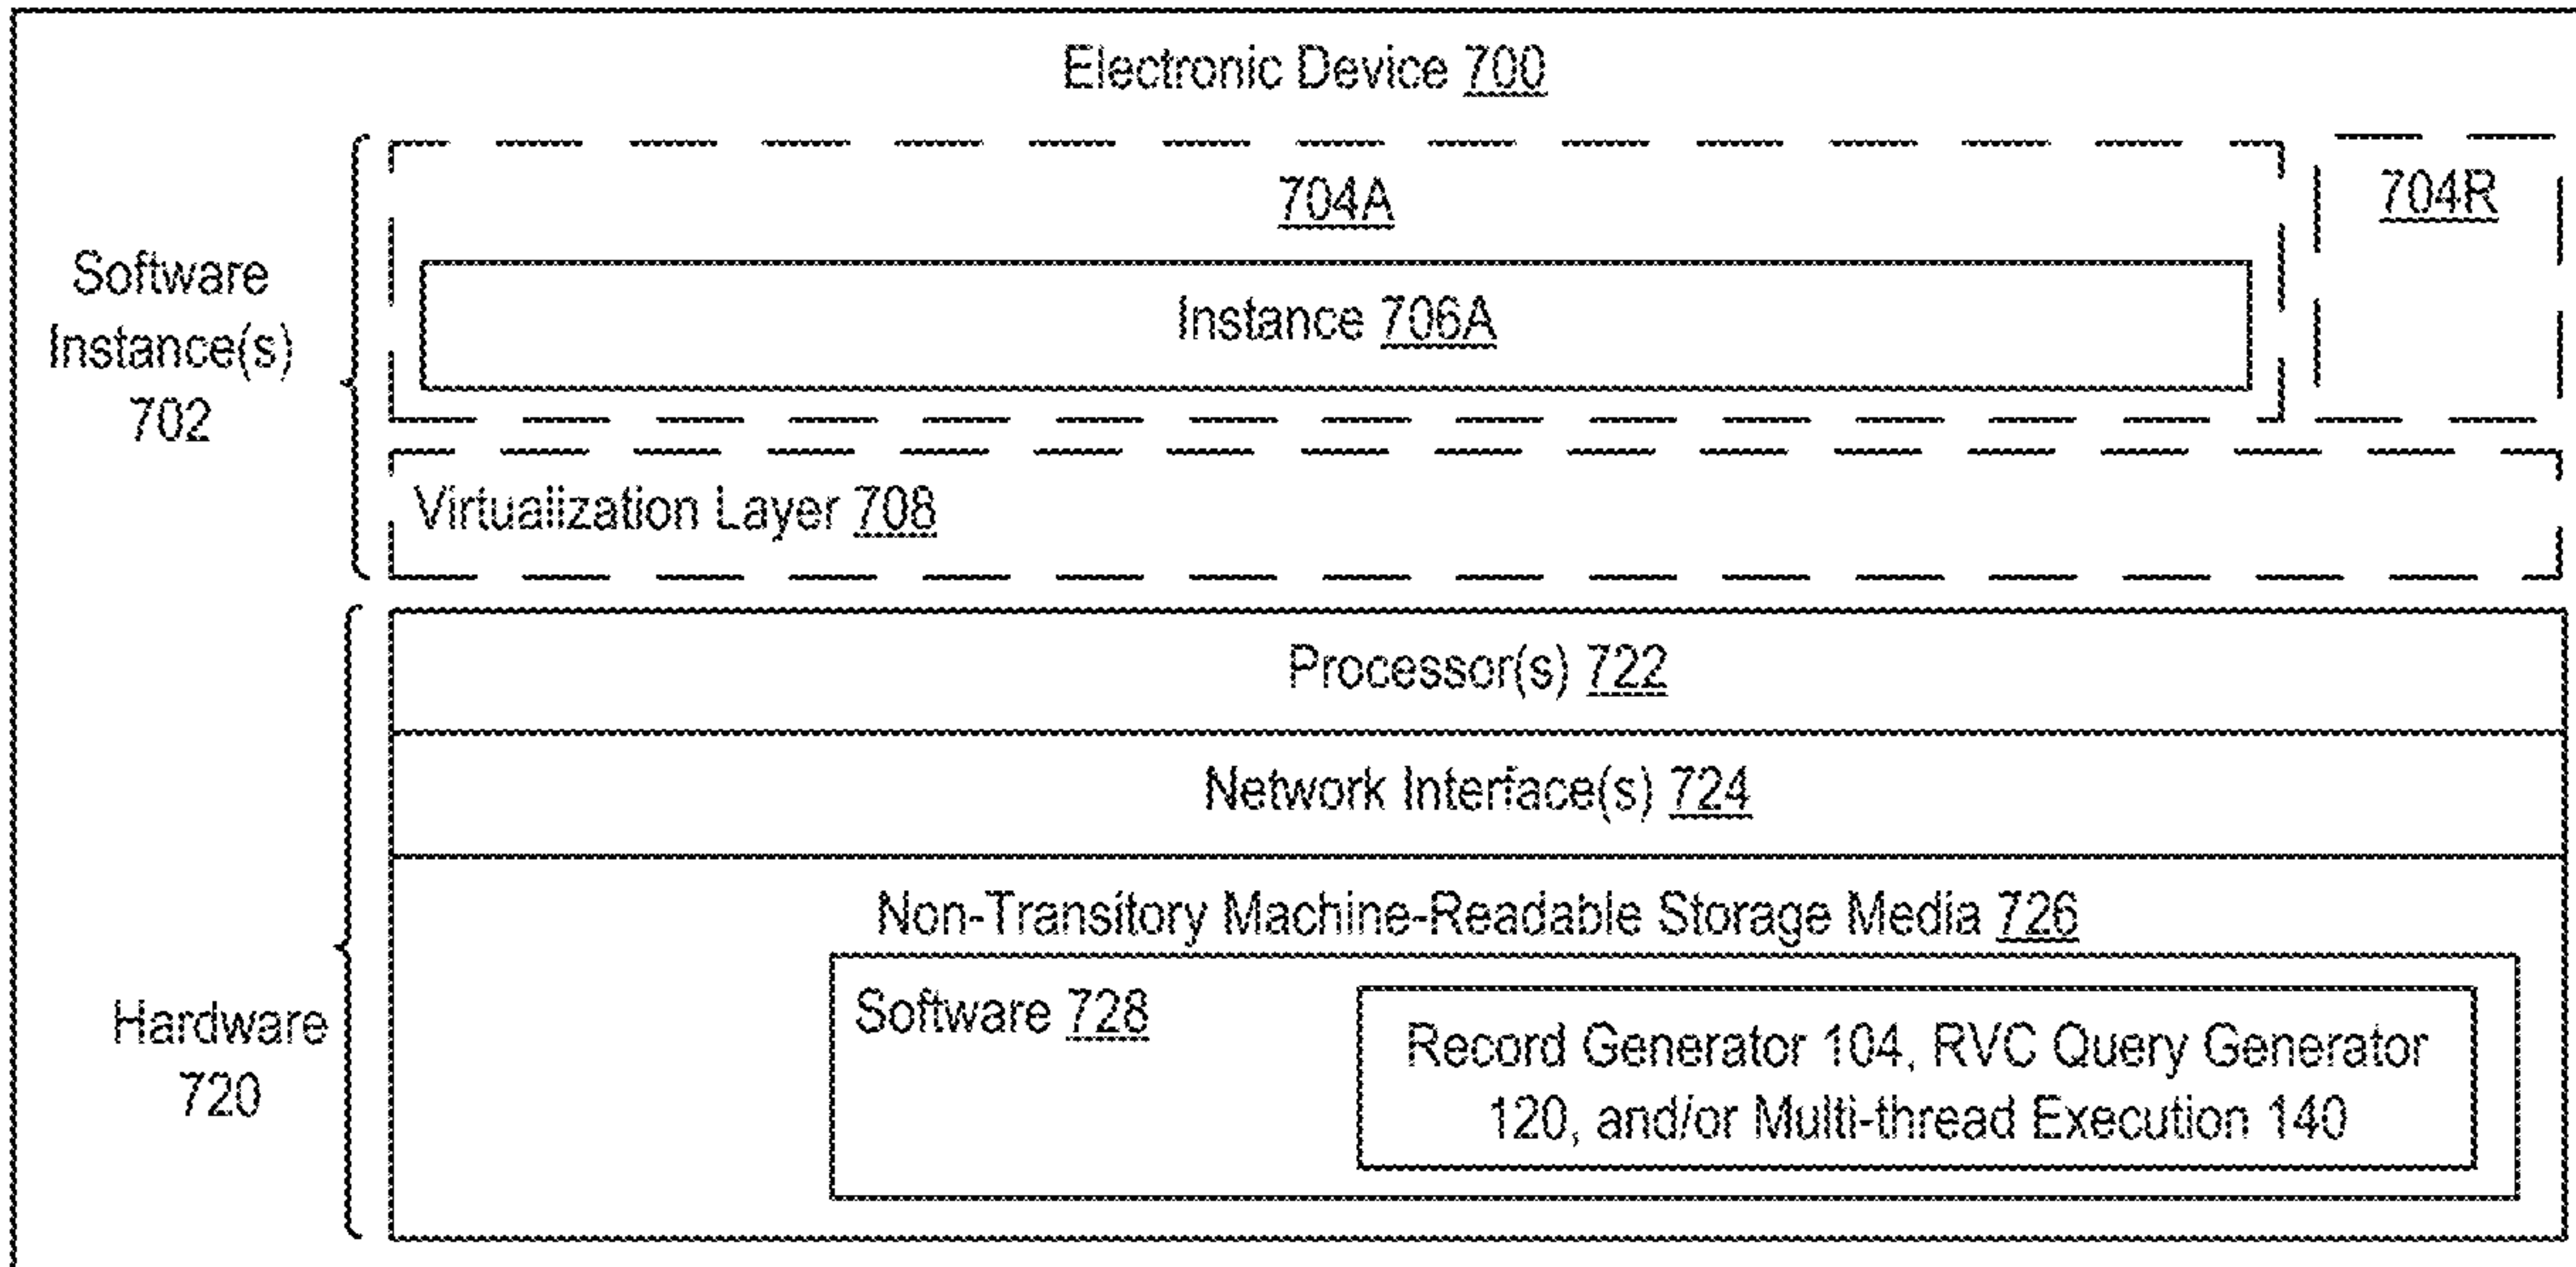 Electronic Device 700
704A
704R
Software
Instance(s)
702
Instance 706A
Virtualization Layer 708
Processor(s) 722
Network Interface(s) 724
Non-Transitory Machine-Readable Storage Media 726
Hardware
720
Software 728
Record Generator 104, RVC Query Generator
120, and/or Multi-thread Execution 140